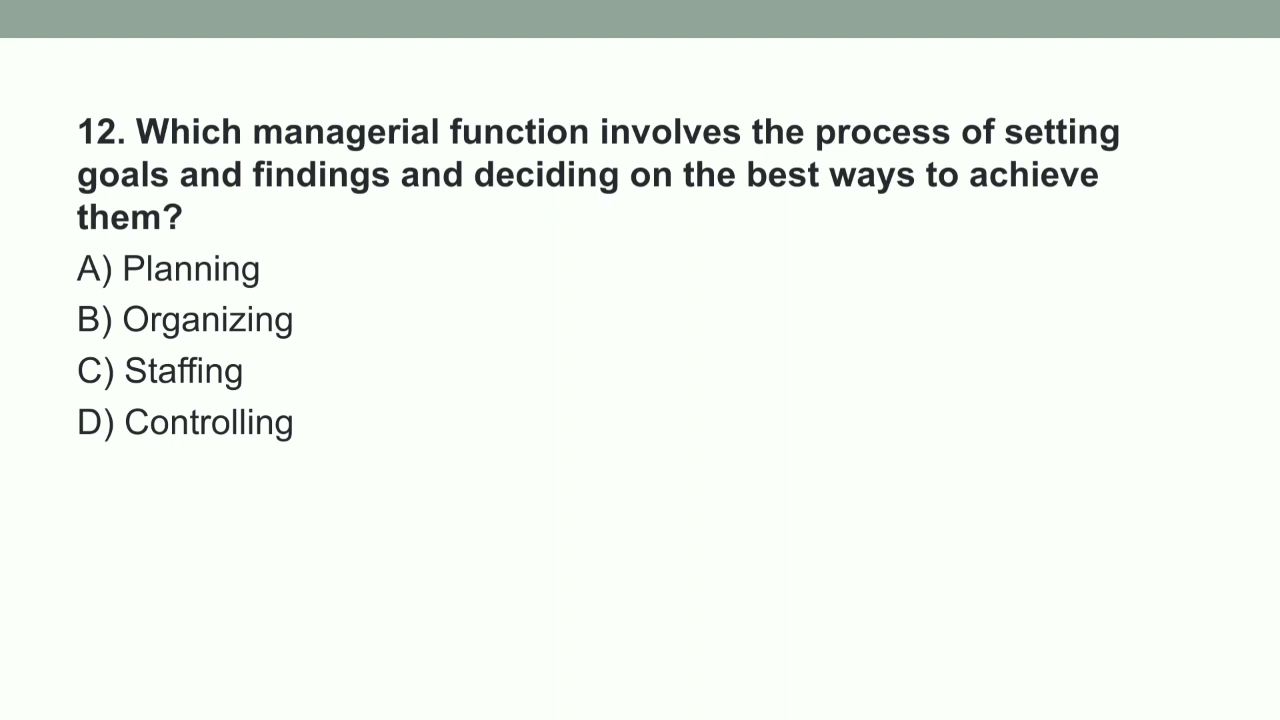 12. Which managerial function involves the process of setting
goals and findings and deciding on the best ways to achieve
them?
A) Planning
B) Organizing
C) Staffing
D) Controlling